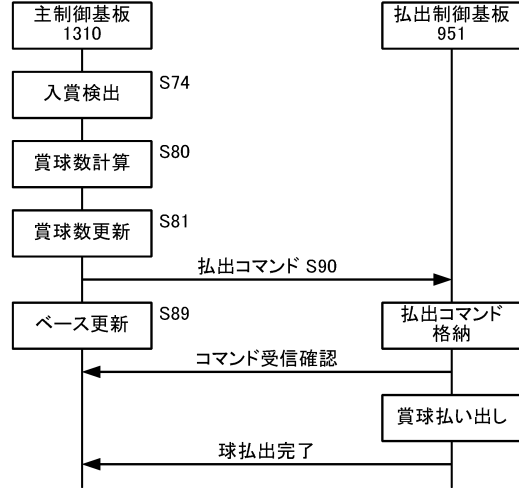 主制御基板
1310
払出制御基板
951
入賞検出
S74
賞球数計算
S80
賞球数更新
S81
払出コマンド S90
ベース更新
S89
払出コマンド
格納
コマンド受信確認
賞球払い出し
球払出完了